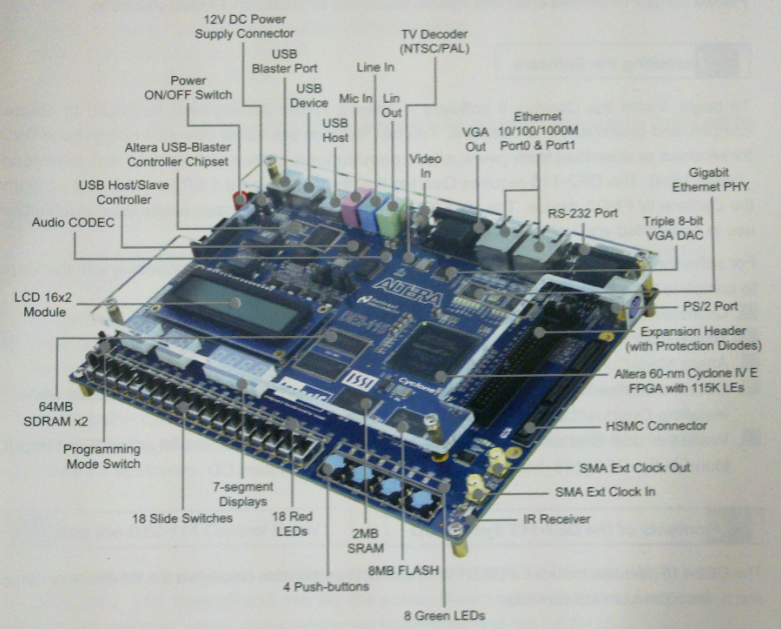 12V DC Power
Supply Connector
USB
Blaster Port
Line In
TV Decoder
(NTSC/PAL)
Power
ON/OFF Switch
USB
Device
Mic In
Lin
Out
Ethernet
10/100/1000M
Port0 & Port1
USB
Host
VGA
Out
Altera USB-Blaster
Controller Chipset
Video
In
Gigabit
Ethernet PHY
USB Host/Slave
Controller
RS-232 Port
Audio CODEC
Triple 8-bit
VGA DAC
LCD 16x2
Module
ALTERA
PS/2 Port
DE2-115
Expansion Header
(with Protection Diodes)
ISSI
Cyclone IV
Altera 60-nm Cyclone IV E
FPGA with 115K LEs
64MB
SDRAM x2
HSMC Connector
Programming
Mode Switch
SMA Ext Clock Out
7-segment
Displays
SMA Ext Clock In
18 Slide Switches
18 Red
LEDs
2MB
SRAM
IR Receiver
8MB FLASH
4 Push-buttons
8 Green LEDs